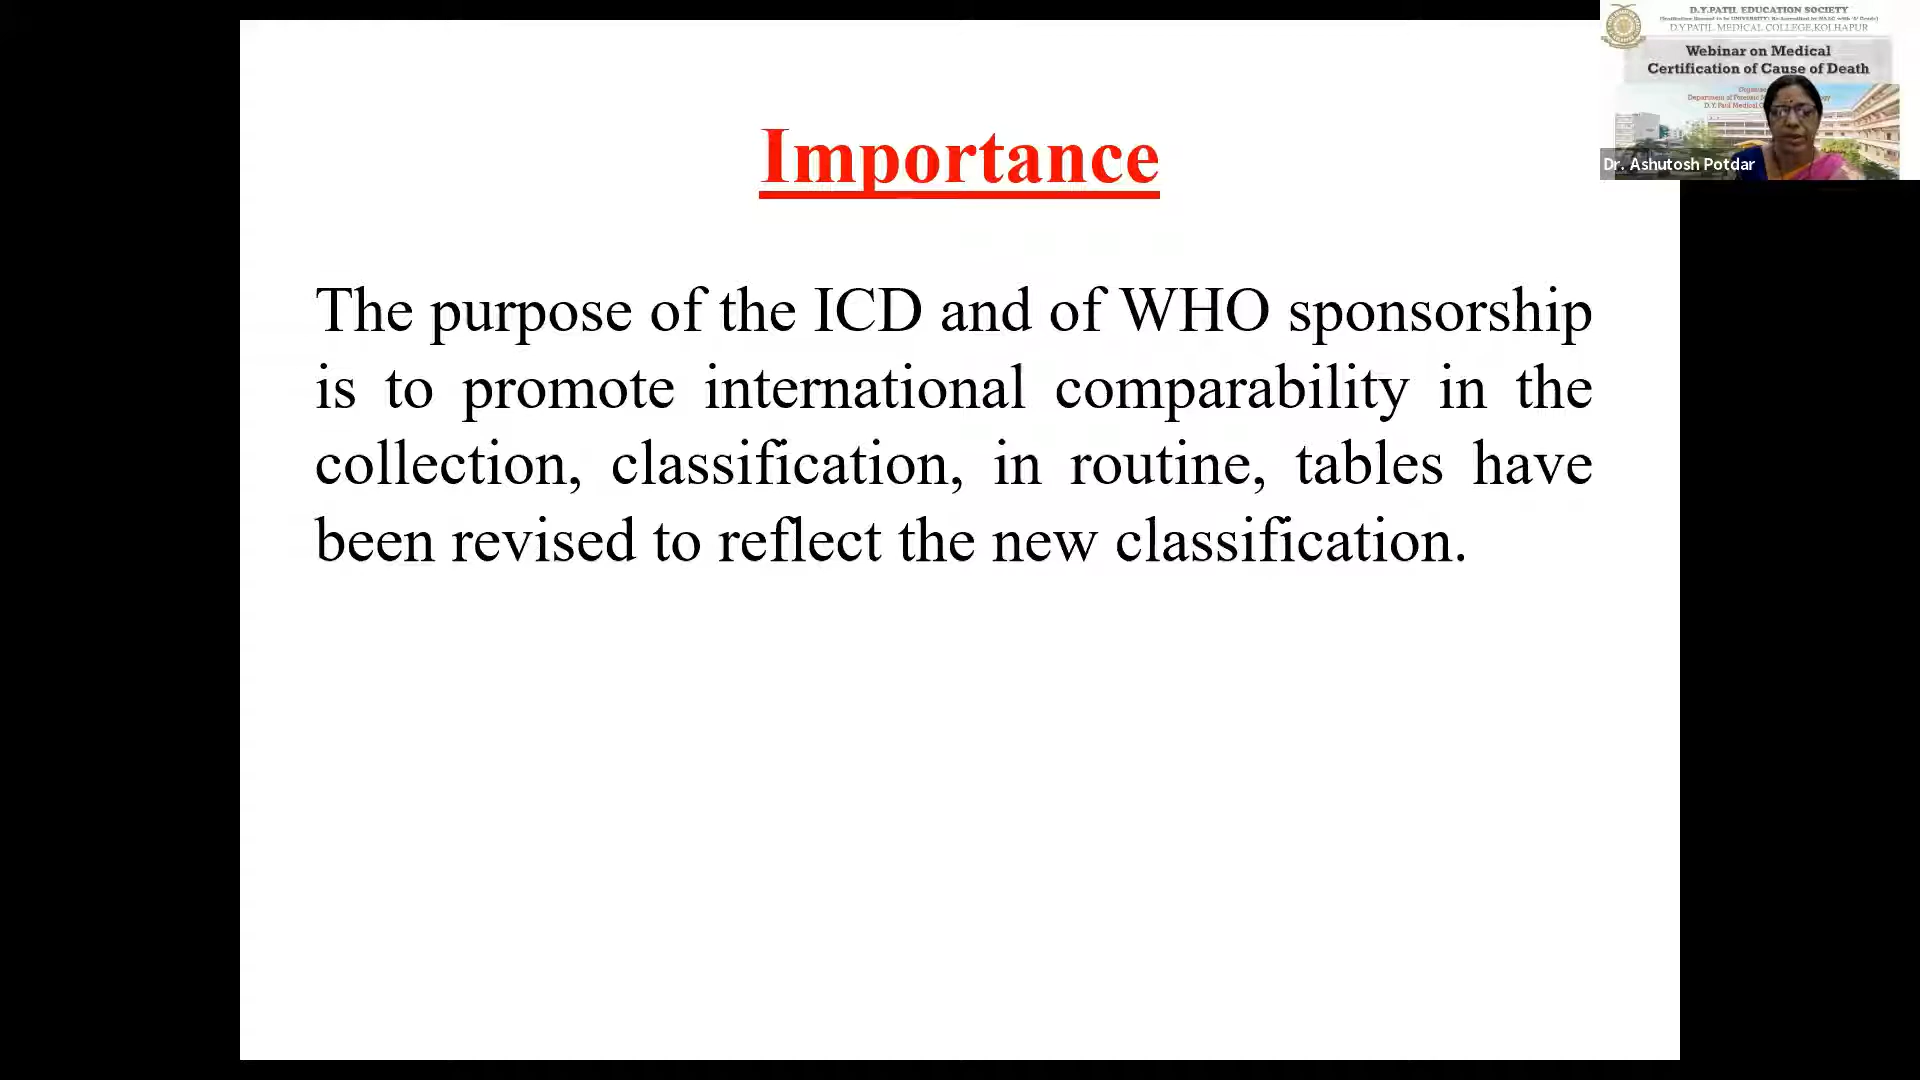 Importance
The purpose of the ICD and of WHO sponsorship
is to promote international comparability in the
collection, classification, in routine, tables have
been revised to reflect the new classification.
D.Y.PATIL EDUCATION SOCIETY
D.Y.PATIL MEDICAL COLLEGE,KOLHAPUR
Webinar on Medical
Certification of Cause of Death
Dr. Ashutosh Potdar